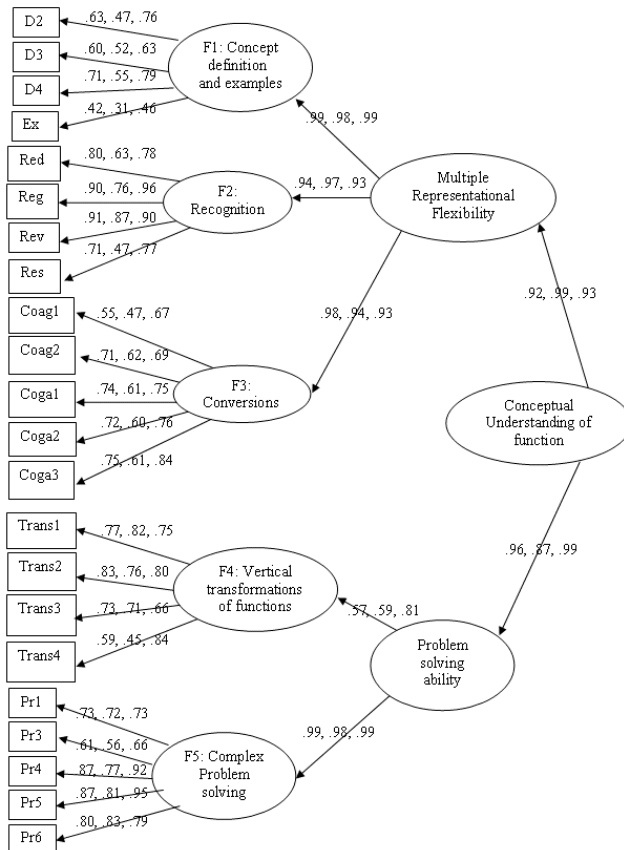 D2
.63, .47, .76
D3
.60, .52, .63
D4
.71, .55, .79
Ex
.42, .31, .46
F1: Concept
definition
and examples
.99, .98, .99
Red
.80, .63, .78
Reg
.90, .76, .96
Rev
.91, .87, .90
Res
.71, .47, .77
F2:
Recognition
.94, .97, .93
Multiple
Representational
Flexibility
Coag1
.55, .47, .67
Coag2
.71, .62, .69
Coga1
.74, .61, .75
Coga2
.72, .60, .76
Coga3
.75, .61, .84
F3:
Conversions
.98, .94, .93
.92, .99, .93
Conceptual
Understanding of
function
Trans1
.77, .82, .75
Trans2
.83, .76, .80
Trans3
.73, .71, .66
Trans4
.59, .45, .84
F4: Vertical
transformations
of functions
.57, .59, .81
.96, .87, .99
Problem
solving
ability
Pr1
.73, .72, .73
Pr3
.61, .56, .66
Pr4
.87, .77, .92
Pr5
.87, .81, .95
Pr6
.80, .83, .79
F5: Complex
Problem
solving
.99, .98, .99